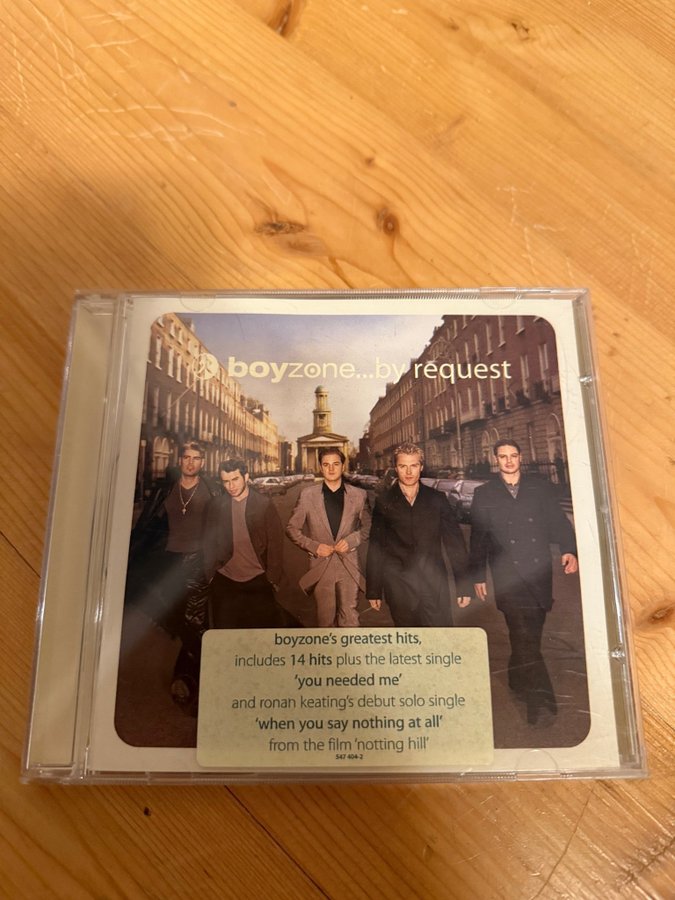 boyzone...by request
boyzone's greatest hits,
includes 14 hits plus the latest single
'you needed me'
and ronan keating's debut solo single
'when you say nothing at all'
from the film 'notting hill'
547 404-2